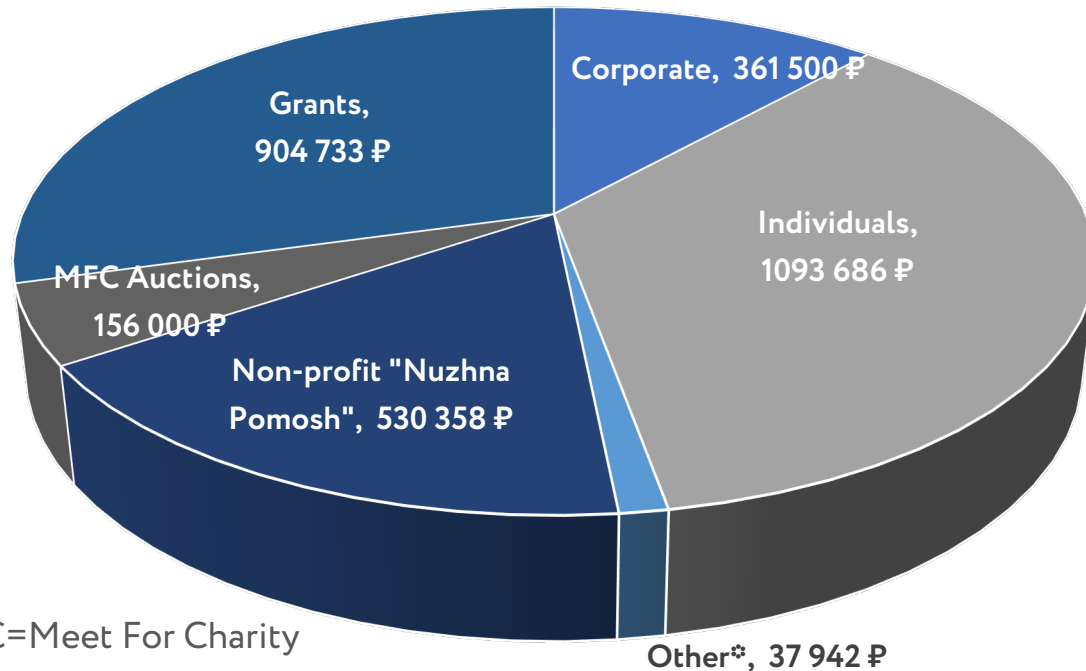 Corporate, 361 500 ₽
Grants,
904 733 ₽
Individuals,
1093 686 ₽
MFC Auctions,
156 000 ₽
Non-profit "Nuzhna
Pomosh", 530 358 ₽
C=Meet For Charity
Other*, 37 942 ₽